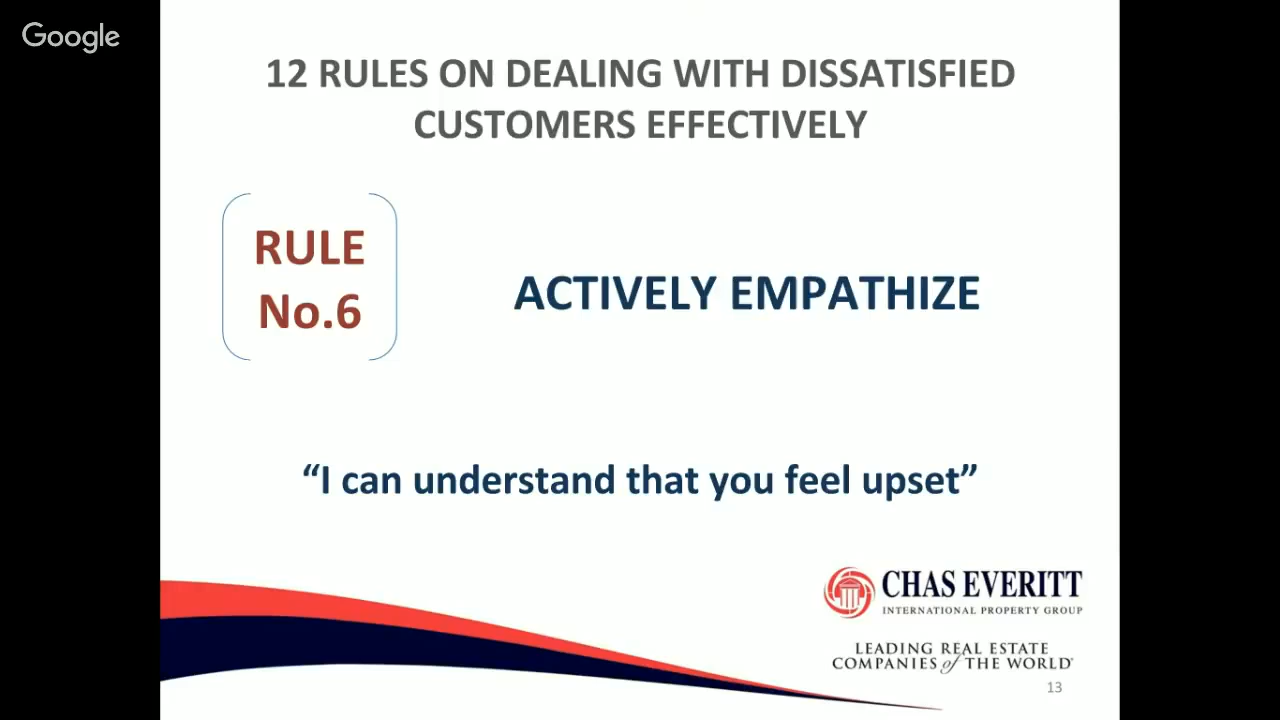 Google
12 RULES ON DEALING WITH DISSATISFIED
CUSTOMERS EFFECTIVELY
RULE
No.6
ACTIVELY EMPATHIZE
“I can understand that you feel upset”
CHAS EVERITT
INTERNATIONAL PROPERTY GROUP
LEADING REAL ESTATE
COMPANIES of THE WORLD®
13